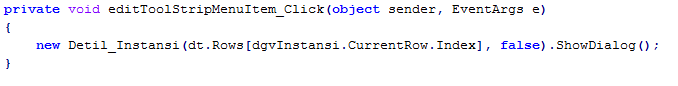 private void editToolStripMenuItem_Click(object sender, EventArgs e)
{
    new Detil_Instansi(dt.Rows[dgvInstansi.CurrentRow.Index], false).ShowDialog();
}